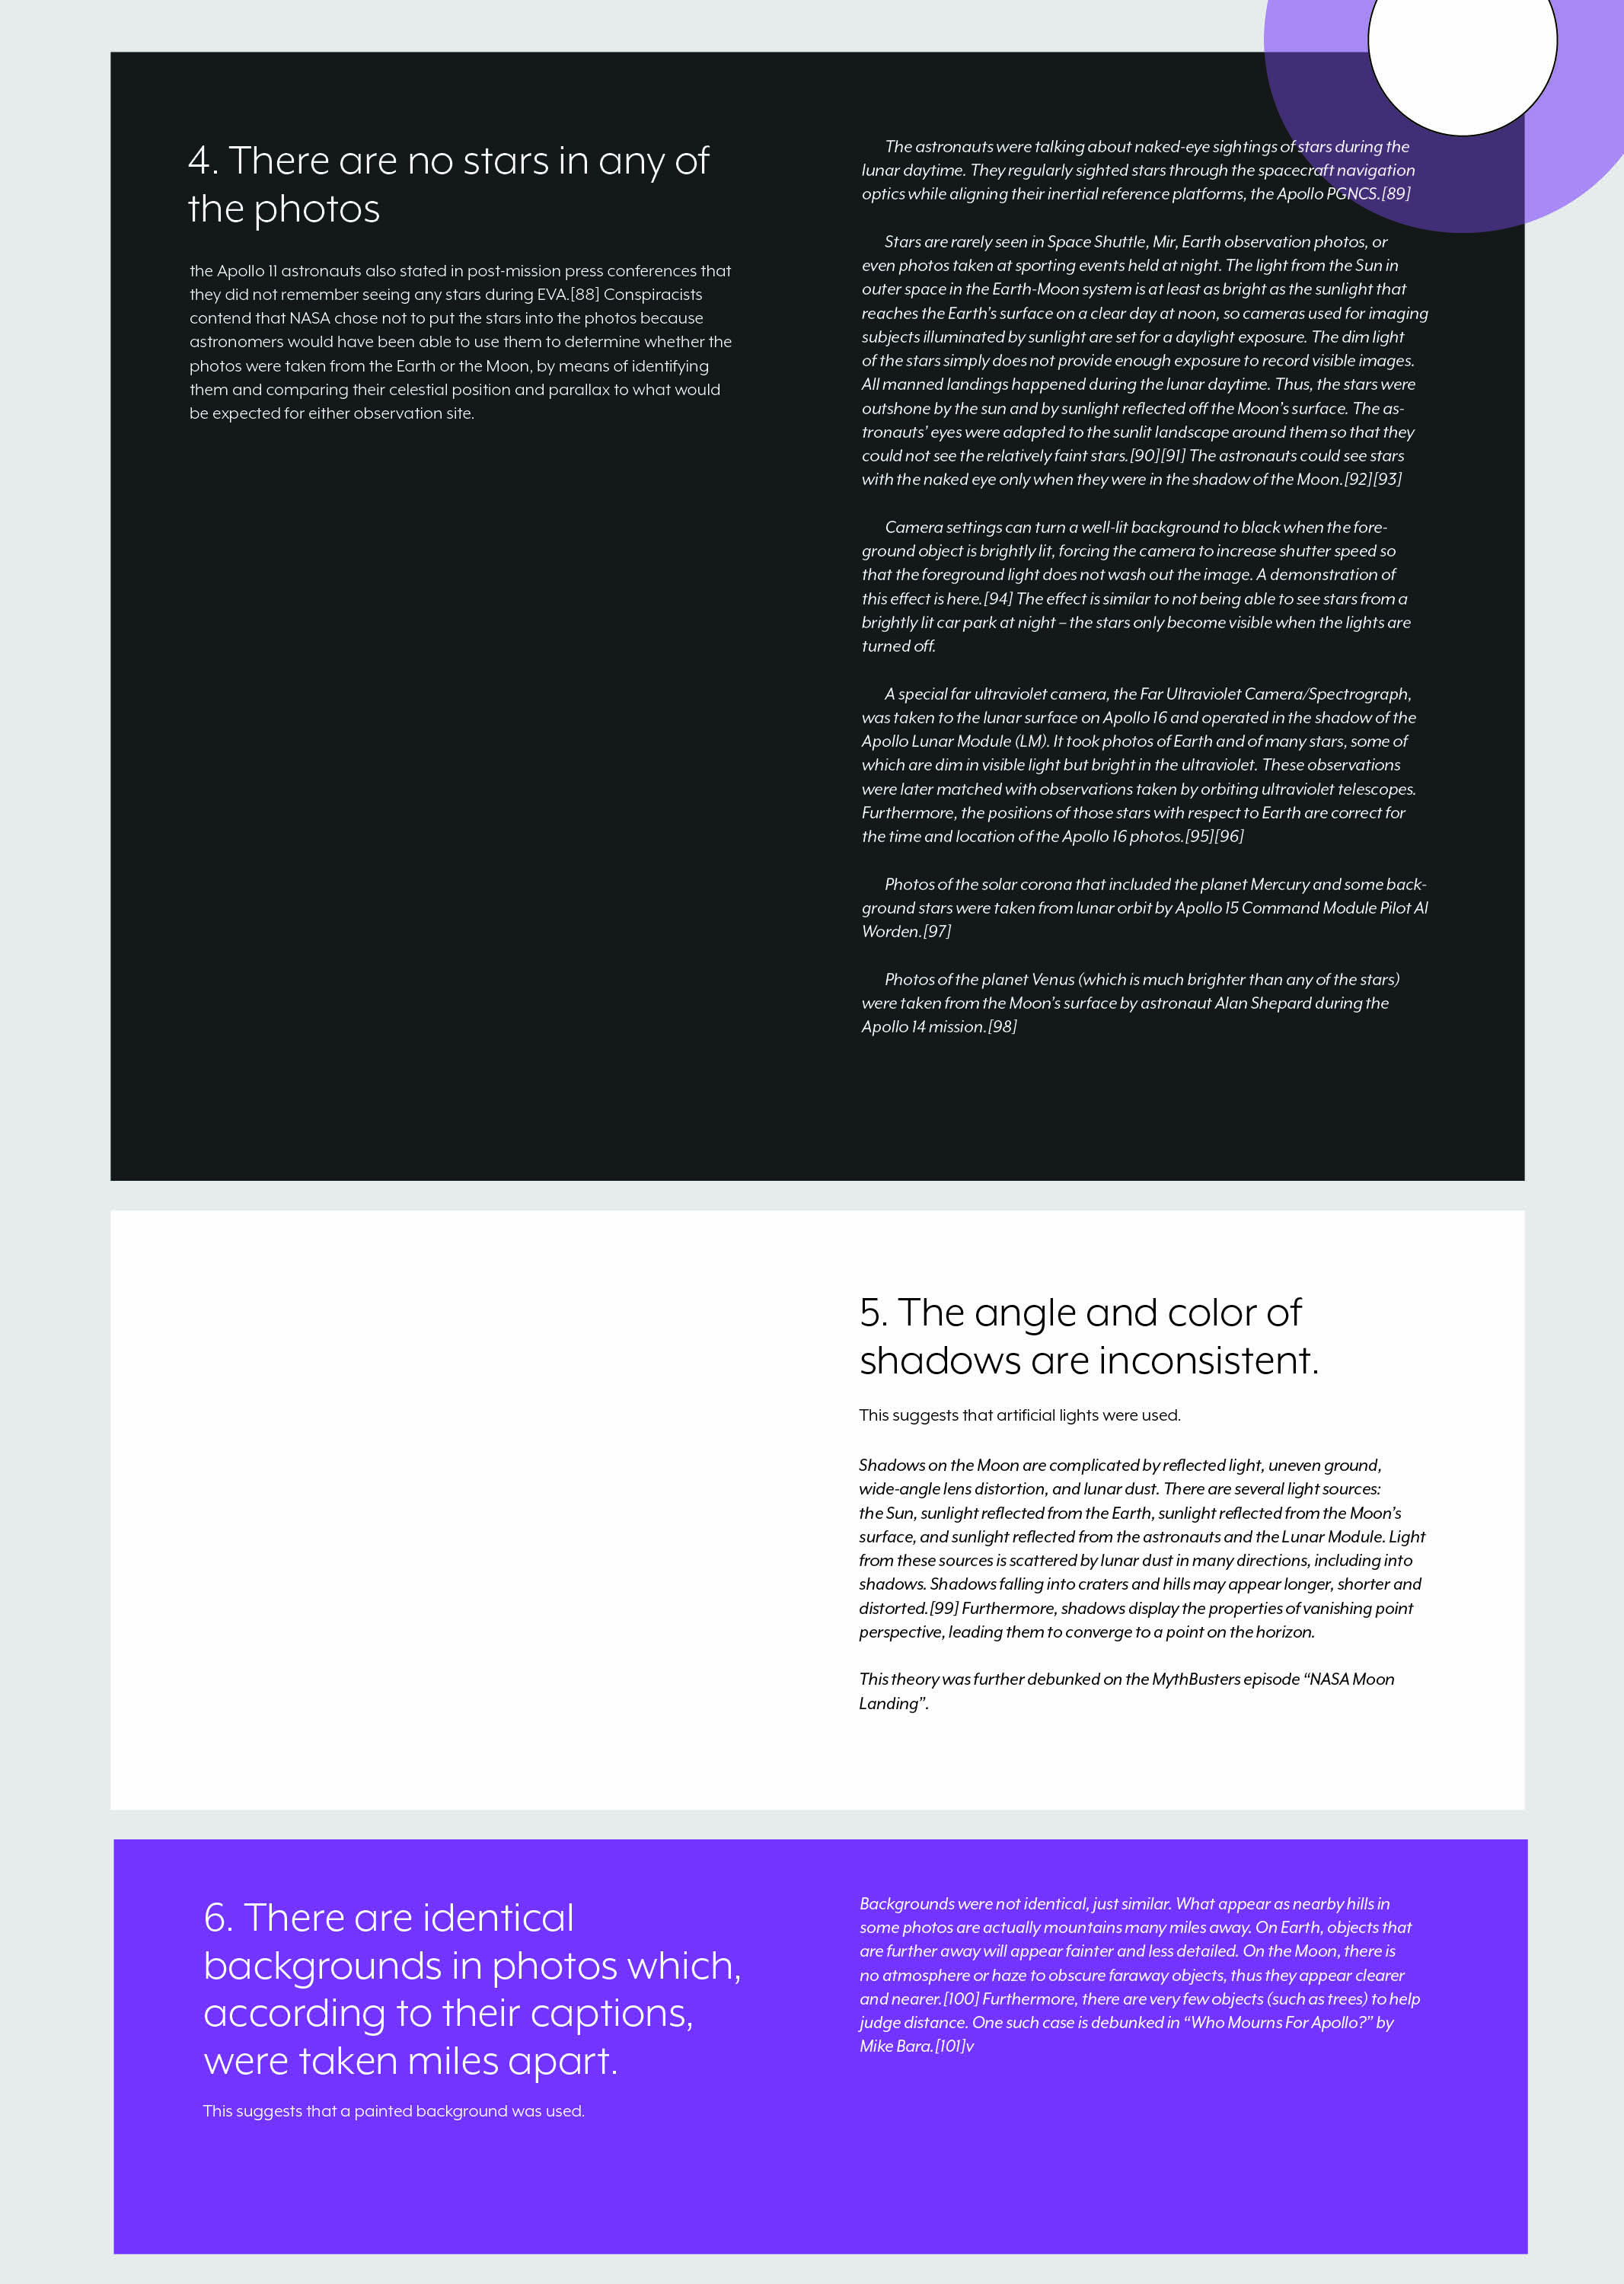 4. There are no stars in any of
the photos
the Apollo 11 astronauts also stated in post-mission press conferences that
they did not remember seeing any stars during EVA.[88] Conspiracists
contend that NASA chose not to put the stars into the photos because
astronomers would have been able to use them to determine whether the
photos were taken from the Earth or the Moon, by means of identifying
them and comparing their celestial position and parallax to what would
be expected for either observation site.
The astronauts were talking about naked-eye sightings of stars during the
lunar daytime. They regularly sighted stars through the spacecraft navigation
optics while aligning their inertial reference platforms, the Apollo PGNCS.[89]
Stars are rarely seen in Space Shuttle, Mir, Earth observation photos, or
even photos taken at sporting events held at night. The light from the Sun in
outer space in the Earth-Moon system is at least as bright as the sunlight that
reaches the Earth's surface on a clear day at noon, so cameras used for imaging
subjects illuminated by sunlight are set for a daylight exposure. The dim light
of the stars simply does not provide enough exposure to record visible images.
All manned landings happened during the lunar daytime. Thus, the stars were
outshone by the sun and by sunlight reflected off the Moon's surface. The as-
tronauts' eyes were adapted to the sunlit landscape around them so that they
could not see the relatively faint stars.[90][91] The astronauts could see stars
with the naked eye only when they were in the shadow of the Moon.[92][93]
Camera settings can turn a well-lit background to black when the fore-
ground object is brightly lit, forcing the camera to increase shutter speed so
that the foreground light does not wash out the image. A demonstration of
this effect is here.[94] The effect is similar to not being able to see stars from a
brightly lit car park at night – the stars only become visible when the lights are
turned off.
A special far ultraviolet camera, the Far Ultraviolet Camera/Spectrograph,
was taken to the lunar surface on Apollo 16 and operated in the shadow of the
Apollo Lunar Module (LM). It took photos of Earth and of many stars, some of
which are dim in visible light but bright in the ultraviolet. These observations
were later matched with observations taken by orbiting ultraviolet telescopes.
Furthermore, the positions of those stars with respect to Earth are correct for
the time and location of the Apollo 16 photos.[95][96]
Photos of the solar corona that included the planet Mercury and some back-
ground stars were taken from lunar orbit by Apollo 15 Command Module Pilot Al
Worden.[97]
Photos of the planet Venus (which is much brighter than any of the stars)
were taken from the Moon's surface by astronaut Alan Shepard during the
Apollo 14 mission.[98]
5. The angle and color of
shadows are inconsistent.
This suggests that artificial lights were used.
Shadows on the Moon are complicated by reflected light, uneven ground,
wide-angle lens distortion, and lunar dust. There are several light sources:
the Sun, sunlight reflected from the Earth, sunlight reflected from the Moon's
surface, and sunlight reflected from the astronauts and the Lunar Module. Light
from these sources is scattered by lunar dust in many directions, including into
shadows. Shadows falling into craters and hills may appear longer, shorter and
distorted.[99] Furthermore, shadows display the properties of vanishing point
perspective, leading them to converge to a point on the horizon.
This theory was further debunked on the MythBusters episode “NASA Moon
Landing”.
6. There are identical
backgrounds in photos which,
according to their captions,
were taken miles apart.
This suggests that a painted background was used.
Backgrounds were not identical, just similar. What appear as nearby hills in
some photos are actually mountains many miles away. On Earth, objects that
are further away will appear fainter and less detailed. On the Moon, there is
no atmosphere or haze to obscure faraway objects, thus they appear clearer
and nearer.[100] Furthermore, there are very few objects (such as trees) to help
judge distance. One such case is debunked in “Who Mourns For Apollo?” by
Mike Bara.[101]v